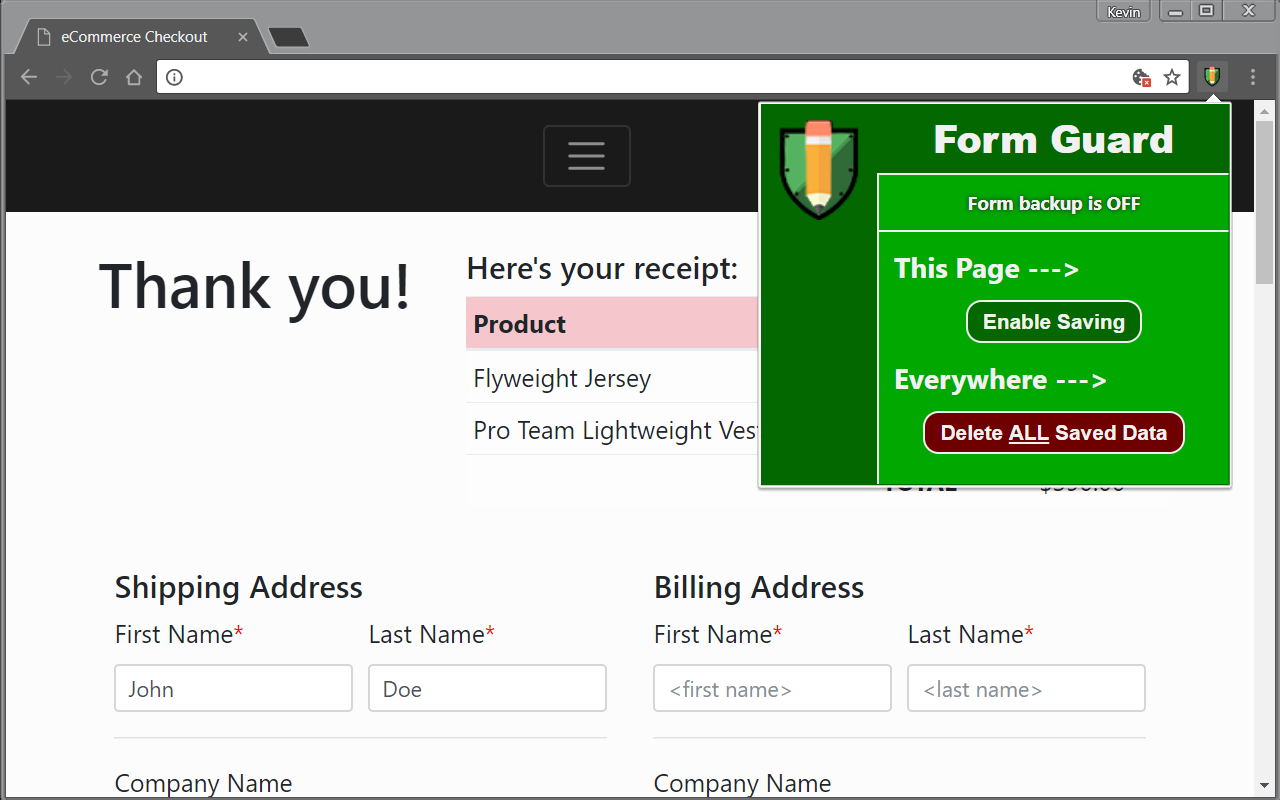 Kevin
eCommerce Checkout
Form Guard
Form backup is OFF
This Page --->
Enable Saving
Everywhere --->
Delete ALL Saved Data
Thank you!
Here's your receipt:
Product
Flyweight Jersey
Pro Team Lightweight Vest
Shipping Address
First Name*
Last Name*
John
Doe
Company Name
Billing Address
First Name*
Last Name*
<first name>
<last name>
Company Name